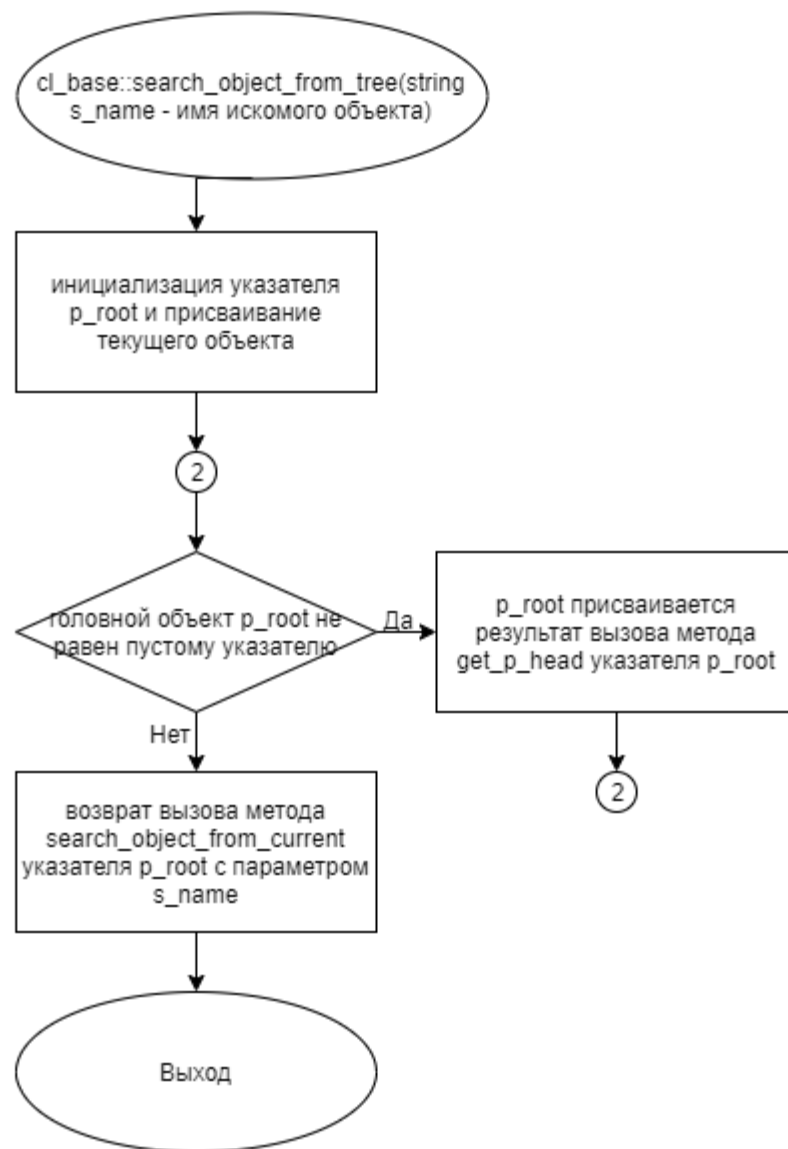 cl_base::search_object_from_tree(string
s_name - имя искомого объекта)
инициализация указателя
p_root и присваивание
текущего объекта
2
головной объект p_root не
равен пустому указателю
Да
p_root присваивается
результат вызова метода
get_p_head указателя p_root
2
Нет
возврат вызова метода
search_object_from_current
указателя p_root с параметром
s_name
Выход